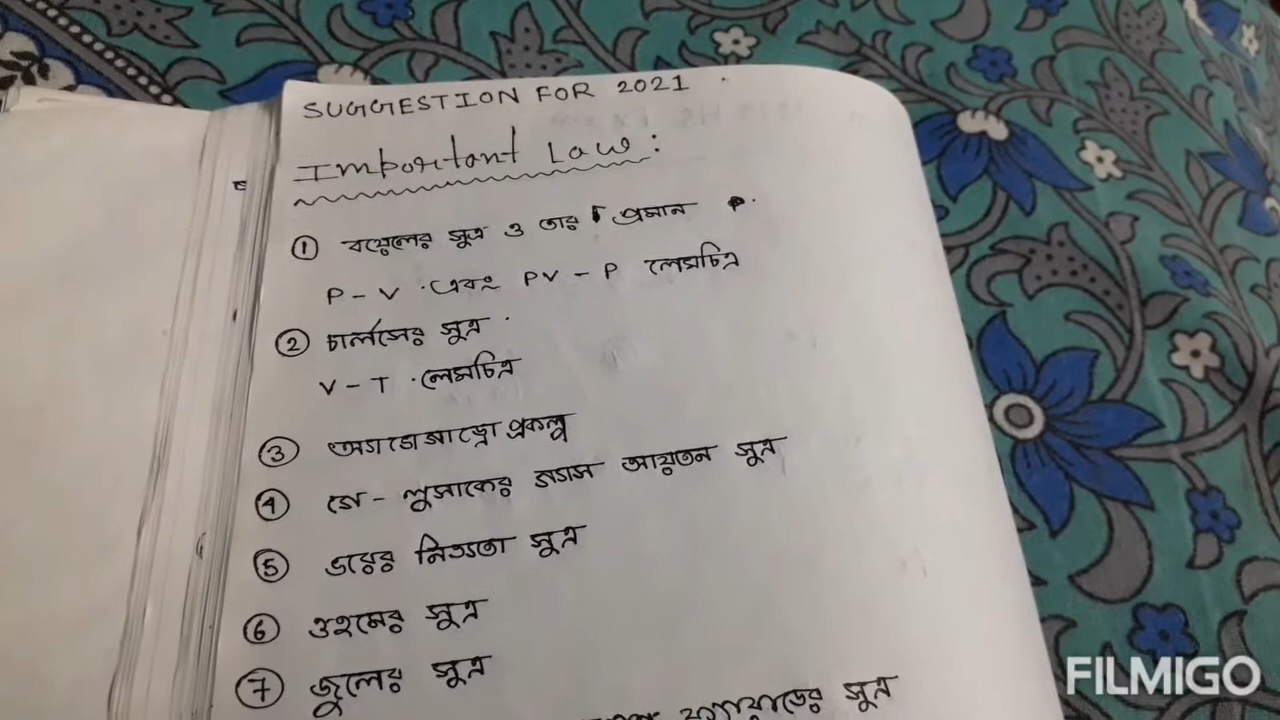 SUGGESTION FOR 2021
Important Law:
① বয়েলের সূত্র ও তার প্রমান
P - V এবং PV - P লেখচিত্র
② চার্লসের সূত্র
V - T লেখচিত্র
③ অ্যাভোগাড্রো প্রকল্প
④ গে - লুসাকের গ্যাস আয়তন সূত্র
⑤ ভরের নিত্যতা সূত্র
⑥ ওহমের সূত্র
⑦ জুলের সূত্র
ফ্যারাডের সূত্র
FILMIGO